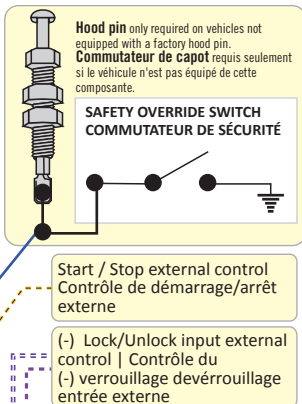 Hood pin only required on vehicles not
equipped with a factory hood pin.
Commutateur de capot requis seulement
si le véhicule n'est pas équipé de cette
composante.
SAFETY OVERRIDE SWITCH
COMMUTATEUR DE SÉCURITÉ
Start / Stop external control
Contrôle de démarrage/arrêt
externe
(-) Lock/Unlock input external
control | Contrôle du
(-) verrouillage devérrouillage
entrée externe